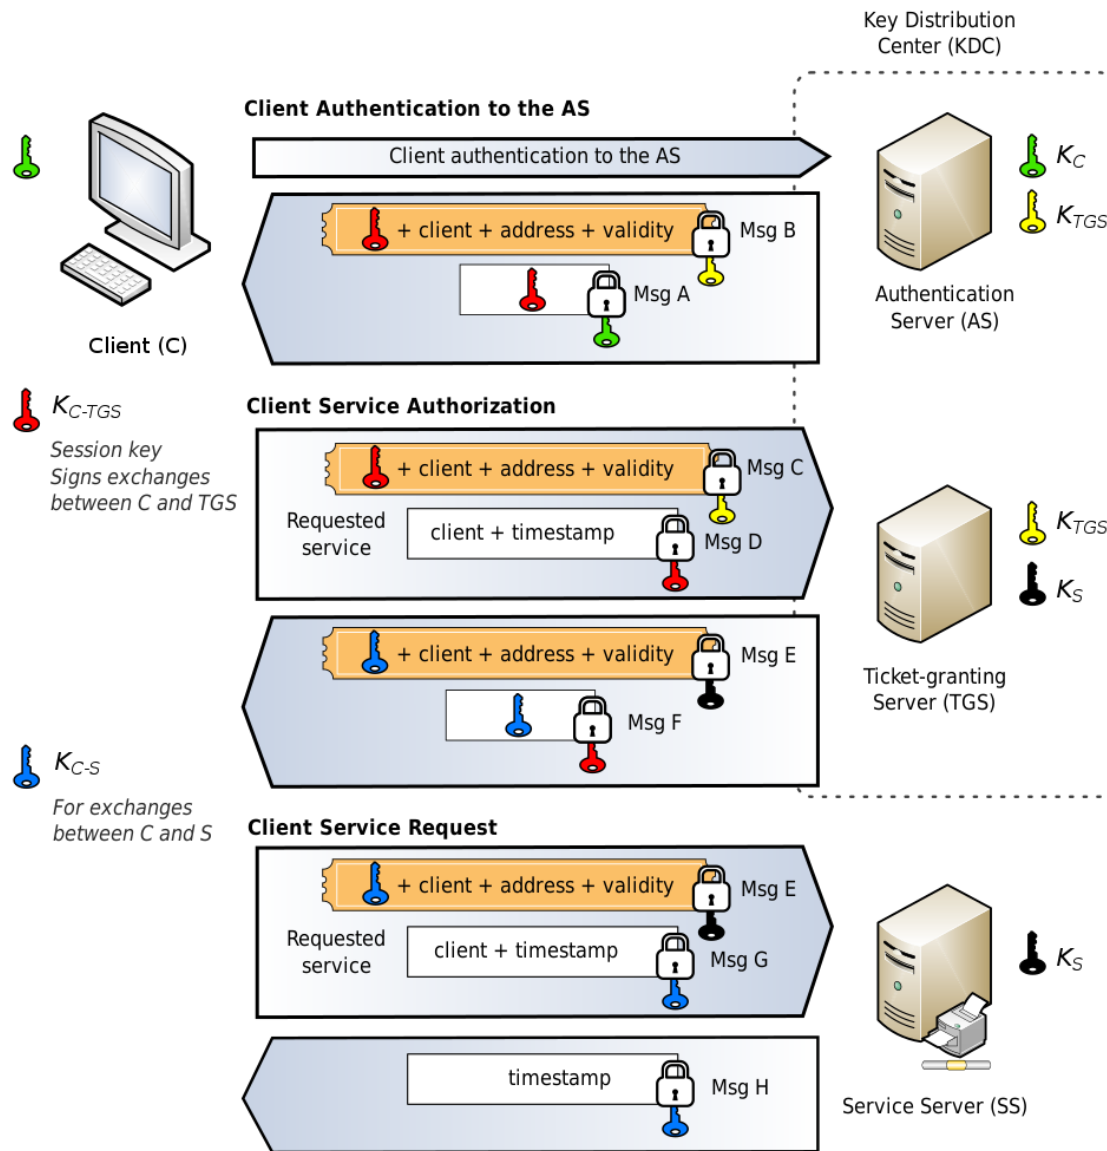 Key Distribution
Center (KDC)
Client Authentication to the AS
Client authentication to the AS
K_C
+ client + address + validity
Msg B
K_TGS
Msg A
Authentication
Server (AS)
Client (C)
K_C-TGS
Session key
Signs exchanges
between C and TGS
Client Service Authorization
+ client + address + validity
Msg C
Requested
service
client + timestamp
Msg D
K_TGS
K_S
+ client + address + validity
Msg E
Msg F
Ticket-granting
Server (TGS)
K_C-S
For exchanges
between C and S
Client Service Request
+ client + address + validity
Msg E
Requested
service
client + timestamp
Msg G
K_S
timestamp
Msg H
Service Server (SS)